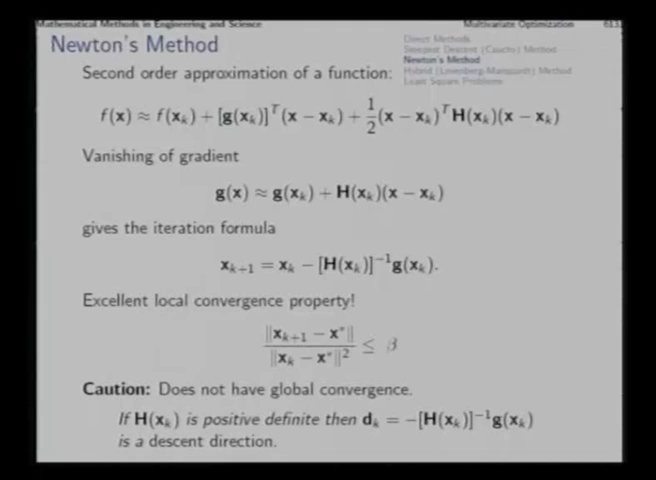 Mathematical Methods in Engineering and Science
Multivariate Optimization
613,
Direct Methods
Steepest Descent (Cauchy) Method
Newton's Method
Hybrid (Levenberg-Marquardt) Method
Least Square Problems
Newton's Method
Second order approximation of a function:
f(x) ≈ f(xₖ) + [g(xₖ)]ᵀ(x − xₖ) + ½(x − xₖ)ᵀH(xₖ)(x − xₖ)
Vanishing of gradient
g(x) ≈ g(xₖ) + H(xₖ)(x − xₖ)
gives the iteration formula
xₖ₊₁ = xₖ − [H(xₖ)]⁻¹g(xₖ).
Excellent local convergence property!
‖xₖ₊₁ − x*‖ / ‖xₖ − x*‖² ≤ β
Caution: Does not have global convergence.
If H(xₖ) is positive definite then dₖ = −[H(xₖ)]⁻¹g(xₖ)
is a descent direction.